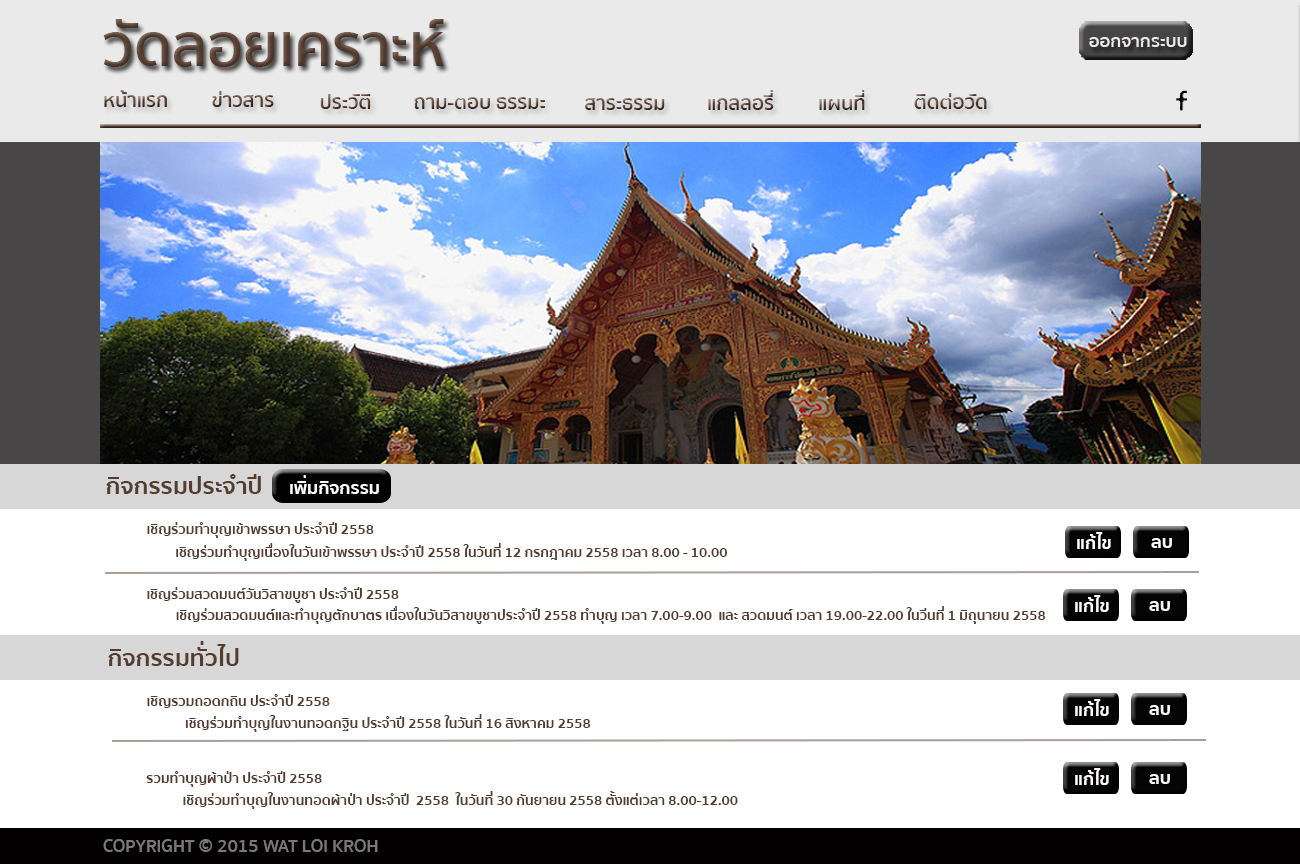 วัดลอยเคราะห์
ออกจากระบบ
หน้าแรก ข่าวสาร ประวัติ ถาม-ตอบ ธรรมะ สาระธรรม แกลลอรี่ แผนที่ ติดต่อวัด f
กิจกรรมประจำปี เพิ่มกิจกรรม
เชิญร่วมทำบุญเข้าพรรษา ประจำปี 2558
เชิญร่วมทำบุญเนื่องในวันเข้าพรรษา ประจำปี 2558 ในวันที่ 12 กรกฎาคม 2558 เวลา 8.00 - 10.00
แก้ไข ลบ
เชิญร่วมสวดมนต์วันวิสาขบูชา ประจำปี 2558
เชิญร่วมสวดมนต์และทำบุญตักบาตร เนื่องในวันวิสาขบูชาประจำปี 2558 ทำบุญ เวลา 7.00-9.00 และ สวดมนต์ เวลา 19.00-22.00 ในวีนที่ 1 มิถุนายน 2558
แก้ไข ลบ
กิจกรรมทั่วไป
เชิญรวมถอดกถิน ประจำปี 2558
เชิญร่วมทำบุญในงานทอดกฐิน ประจำปี 2558 ในวันที่ 16 สิงหาคม 2558
แก้ไข ลบ
รวมทำบุญผ้าป่า ประจำปี 2558
เชิญร่วมทำบุญในงานทอดผ้าป่า ประจำปี 2558 ในวันที่ 30 กันยายน 2558 ตั้งแต่เวลา 8.00-12.00
แก้ไข ลบ
COPYRIGHT © 2015 WAT LOI KROH